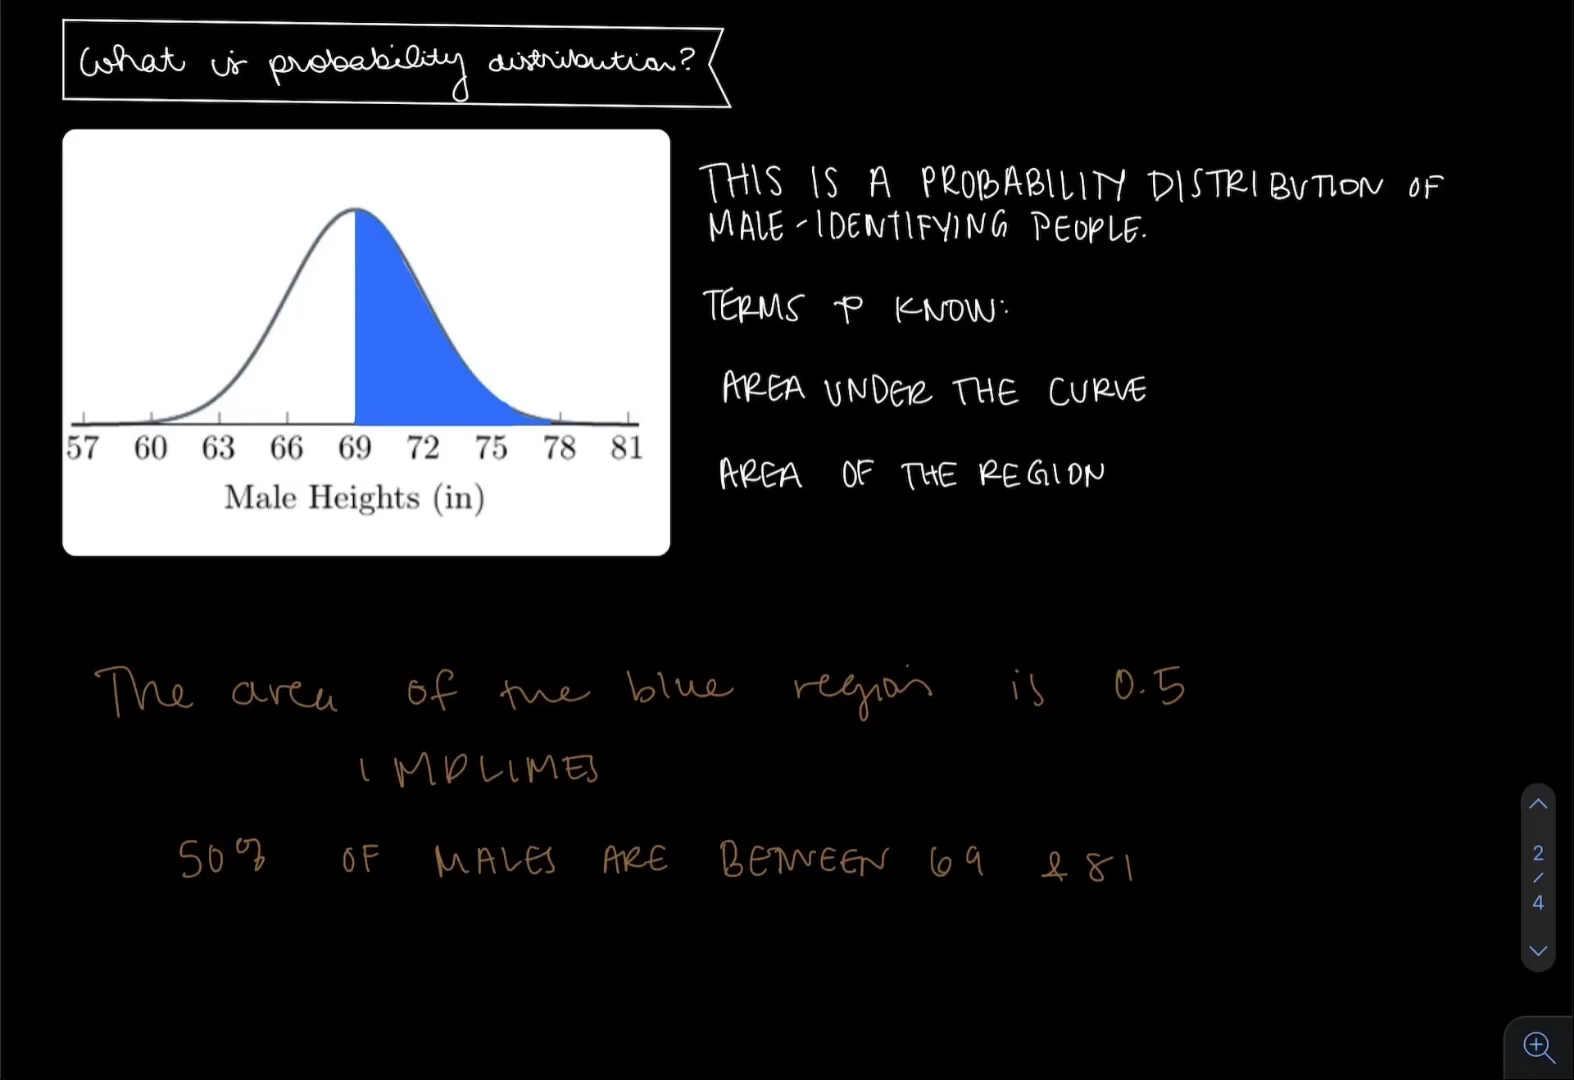 What is probability distribution?
THIS IS A PROBABILITY DISTRIBUTION OF
MALE-IDENTIFYING PEOPLE.
TERMS TO KNOW:
AREA UNDER THE CURVE
AREA OF THE REGION
57 60 63 66 69 72 75 78 81
Male Heights (in)
The area of the blue region is 0.5
IMPLIMES
50% OF MALES ARE BETWEEN 69 & 81
2
/
4